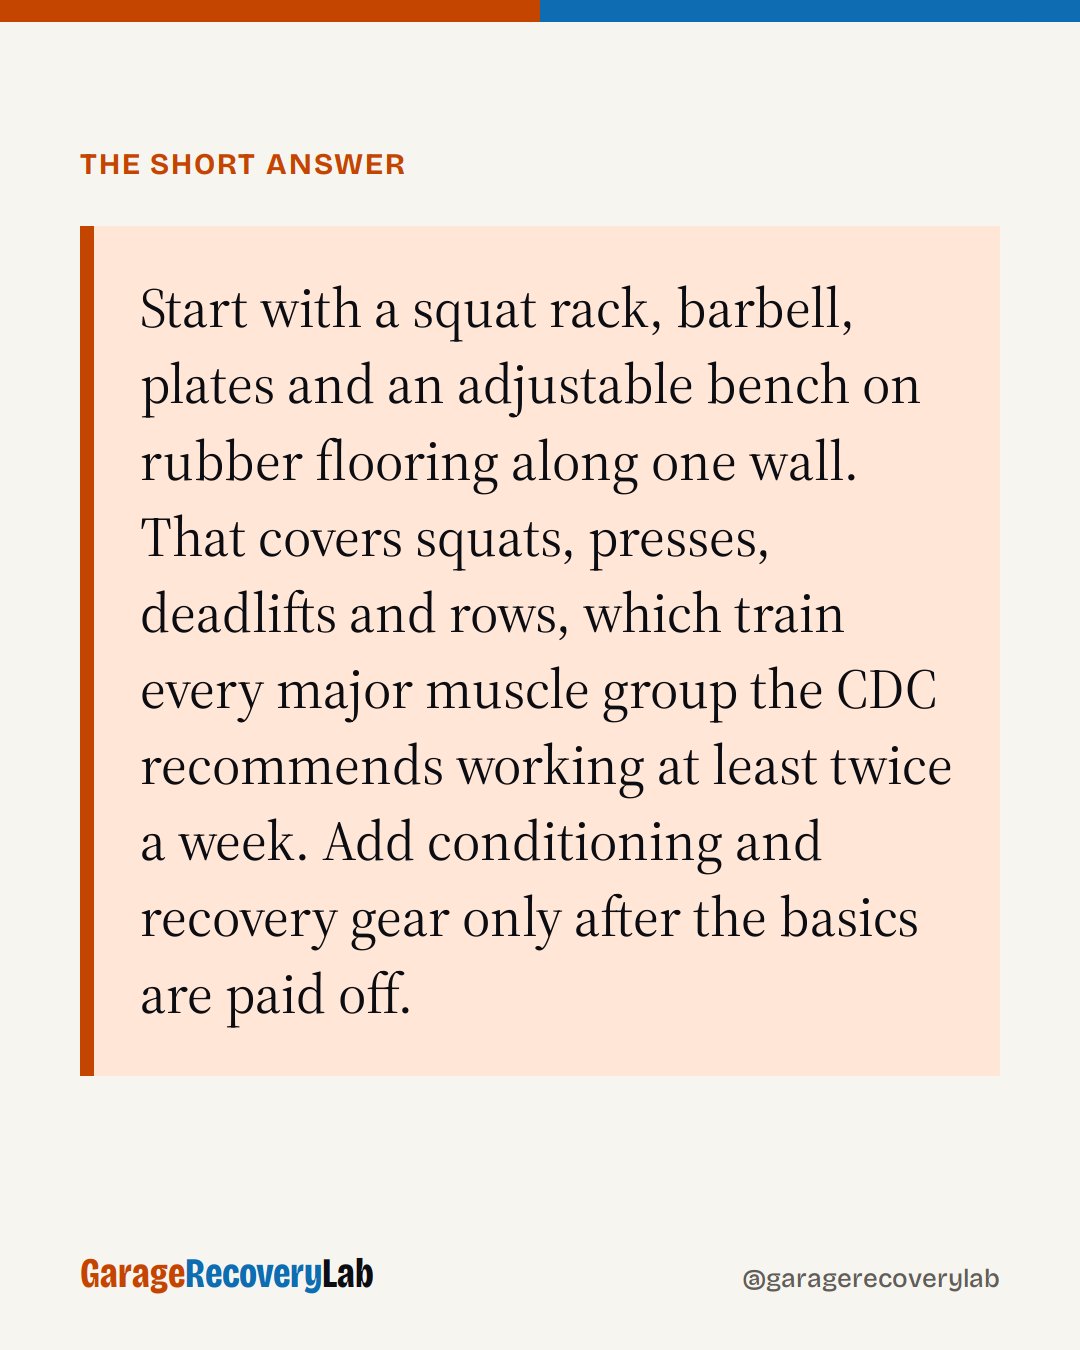 THE SHORT ANSWER
Start with a squat rack, barbell,
plates and an adjustable bench on
rubber flooring along one wall.
That covers squats, presses,
deadlifts and rows, which train
every major muscle group the CDC
recommends working at least twice
a week. Add conditioning and
recovery gear only after the basics
are paid off.
GarageRecoveryLab
@garagerecoverylab